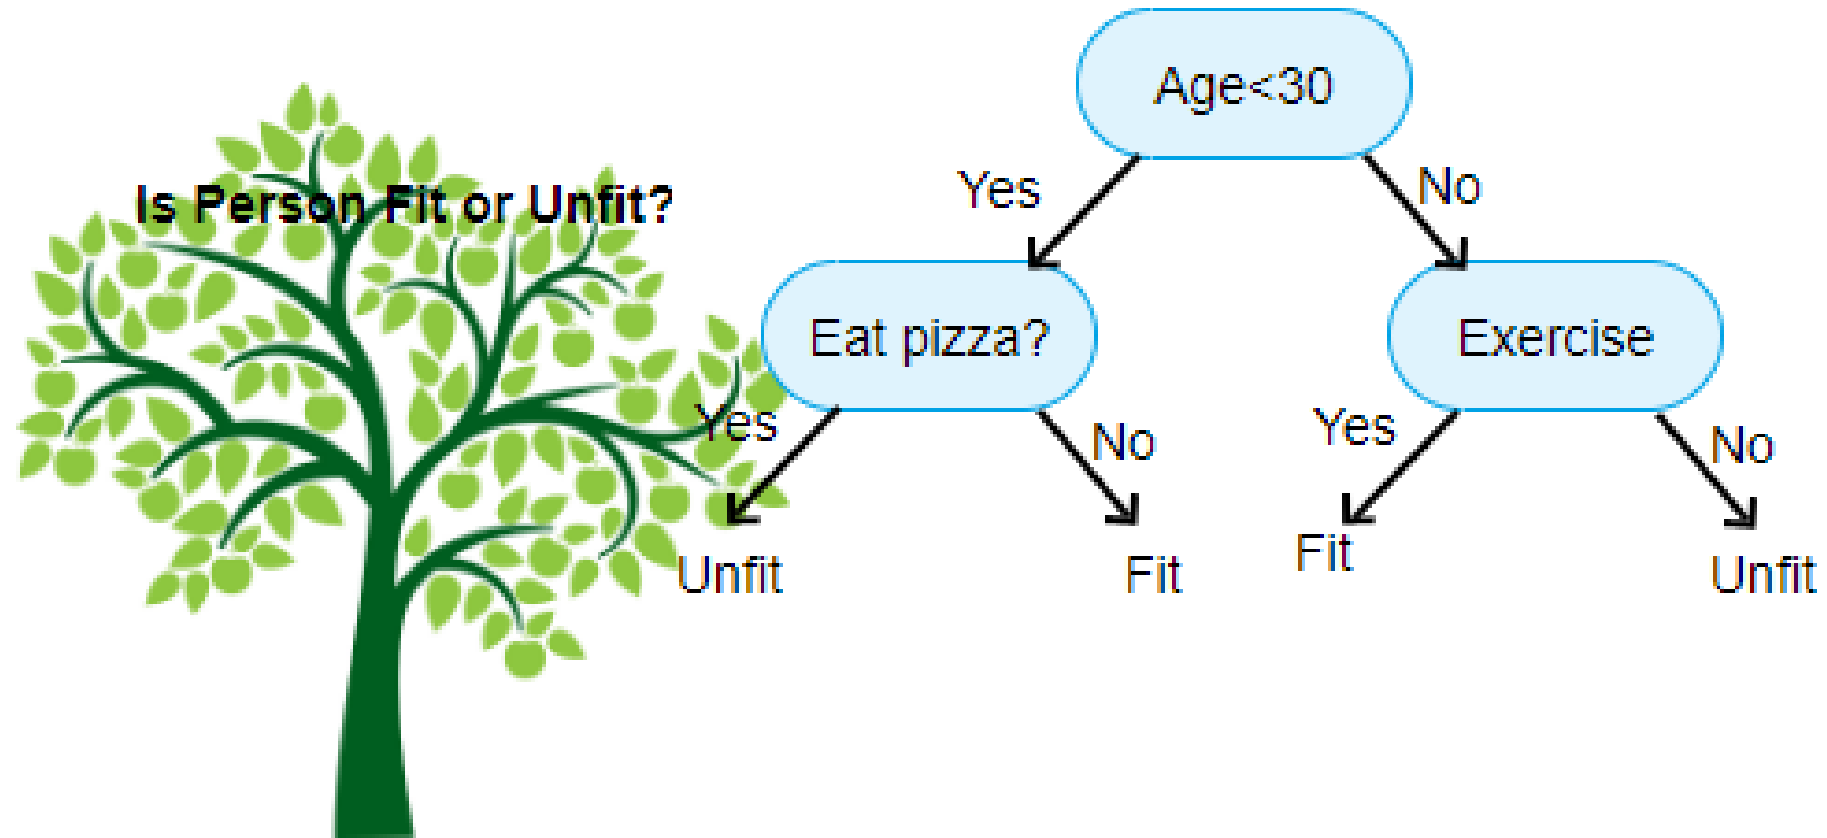 Age<30
Is Person Fit or Unfit?
Yes
No
Eat pizza?
Exercise
Yes
No
Yes
No
Unfit
Fit
Fit
Unfit